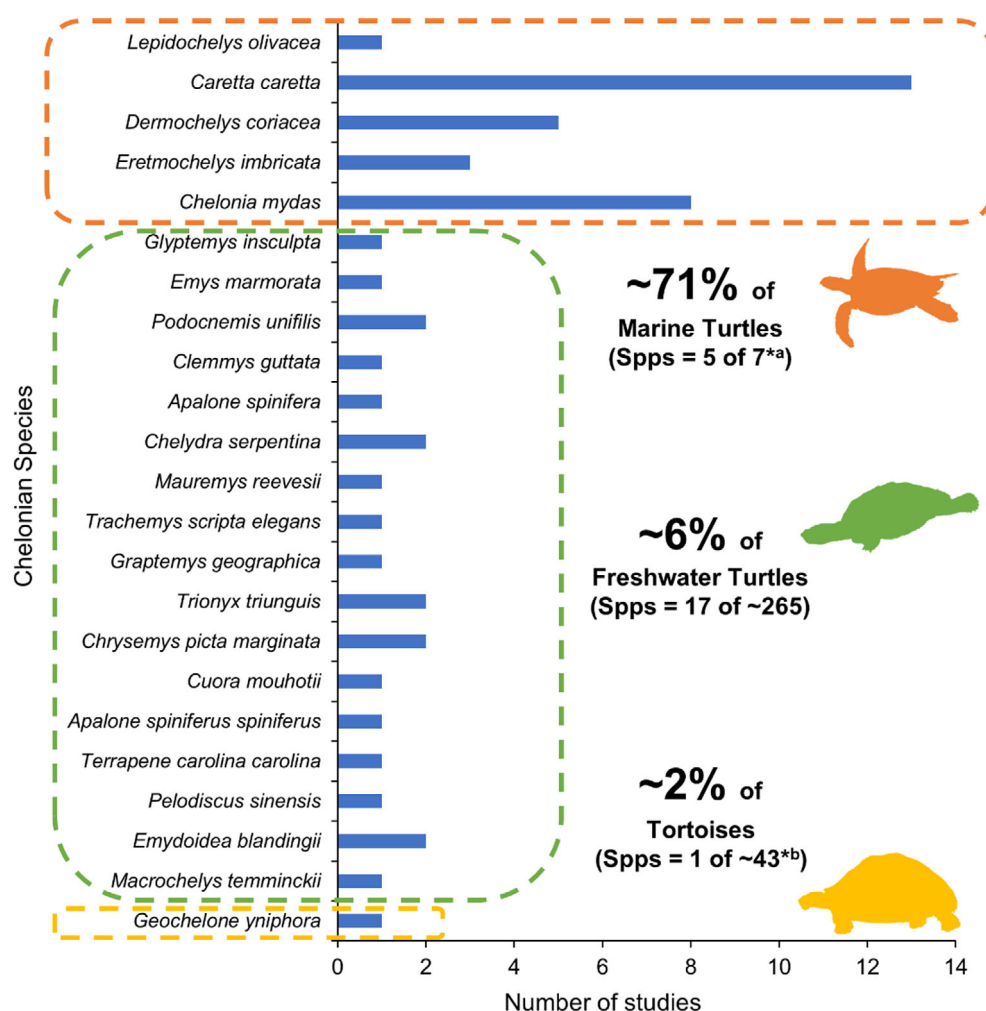 Lepidochelys olivacea
Caretta caretta
Dermochelys coriacea
Eretmochelys imbricata
Chelonia mydas
Glyptemys insculpta
Emys marmorata
Podocnemis unifilis
Clemmys guttata
Apalone spinifera
Chelydra serpentina
Mauremys reevesii
Trachemys scripta elegans
Graptemys geographica
Trionyx triunguis
Chrysemys picta marginata
Cuora mouhotii
Apalone spiniferus spiniferus
Terrapene carolina carolina
Pelodiscus sinensis
Emydoidea blandingii
Macrochelys temminckii
Geochelone yniphora
Chelonian Species
~71% of
Marine Turtles
(Spps = 5 of 7*a)
~6% of
Freshwater Turtles
(Spps = 17 of ~265)
~2% of
Tortoises
(Spps = 1 of ~43*b)
0 2 4 6 8 10 12 14
Number of studies